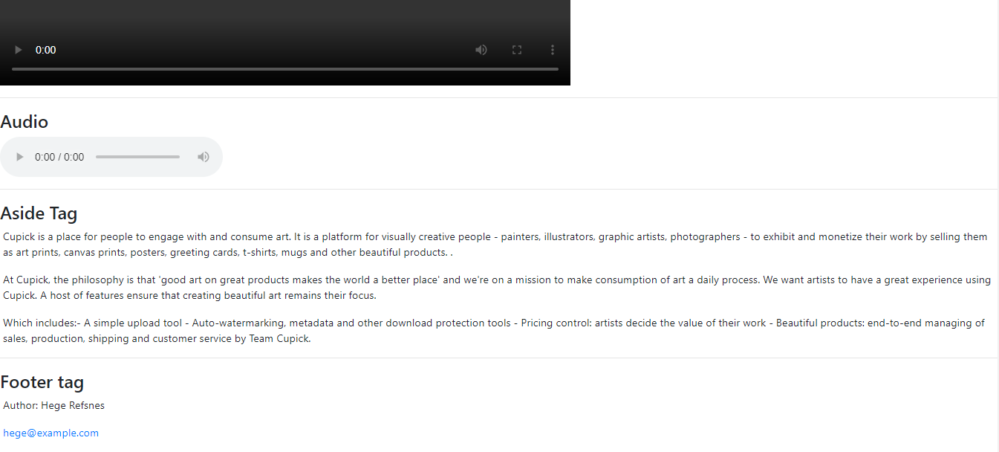 0:00
Audio
0:00 / 0:00
Aside Tag
Cupick is a place for people to engage with and consume art. It is a platform for visually creative people - painters, illustrators, graphic artists, photographers - to exhibit and monetize their work by selling them
as art prints, canvas prints, posters, greeting cards, t-shirts, mugs and other beautiful products. .
At Cupick, the philosophy is that 'good art on great products makes the world a better place' and we're on a mission to make consumption of art a daily process. We want artists to have a great experience using
Cupick. A host of features ensure that creating beautiful art remains their focus.
Which includes:- A simple upload tool - Auto-watermarking, metadata and other download protection tools - Pricing control: artists decide the value of their work - Beautiful products: end-to-end managing of
sales, production, shipping and customer service by Team Cupick.
Footer tag
Author: Hege Refsnes
hege@example.com